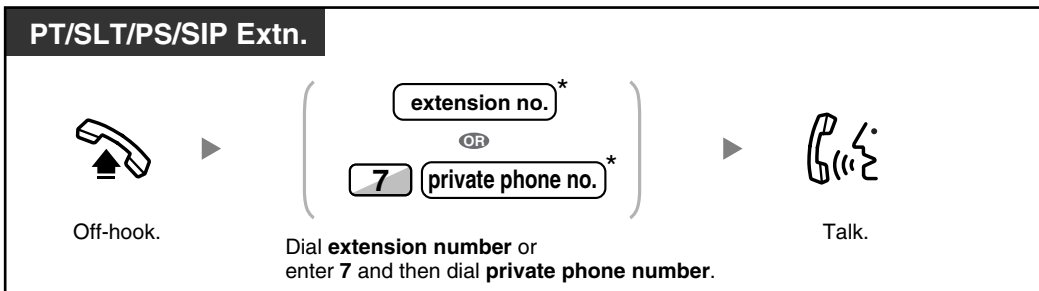 PT/SLT/PS/SIP Extn.
extension no.*
OR
7 private phone no.*
Off-hook.
Dial extension number or
enter 7 and then dial private phone number.
Talk.